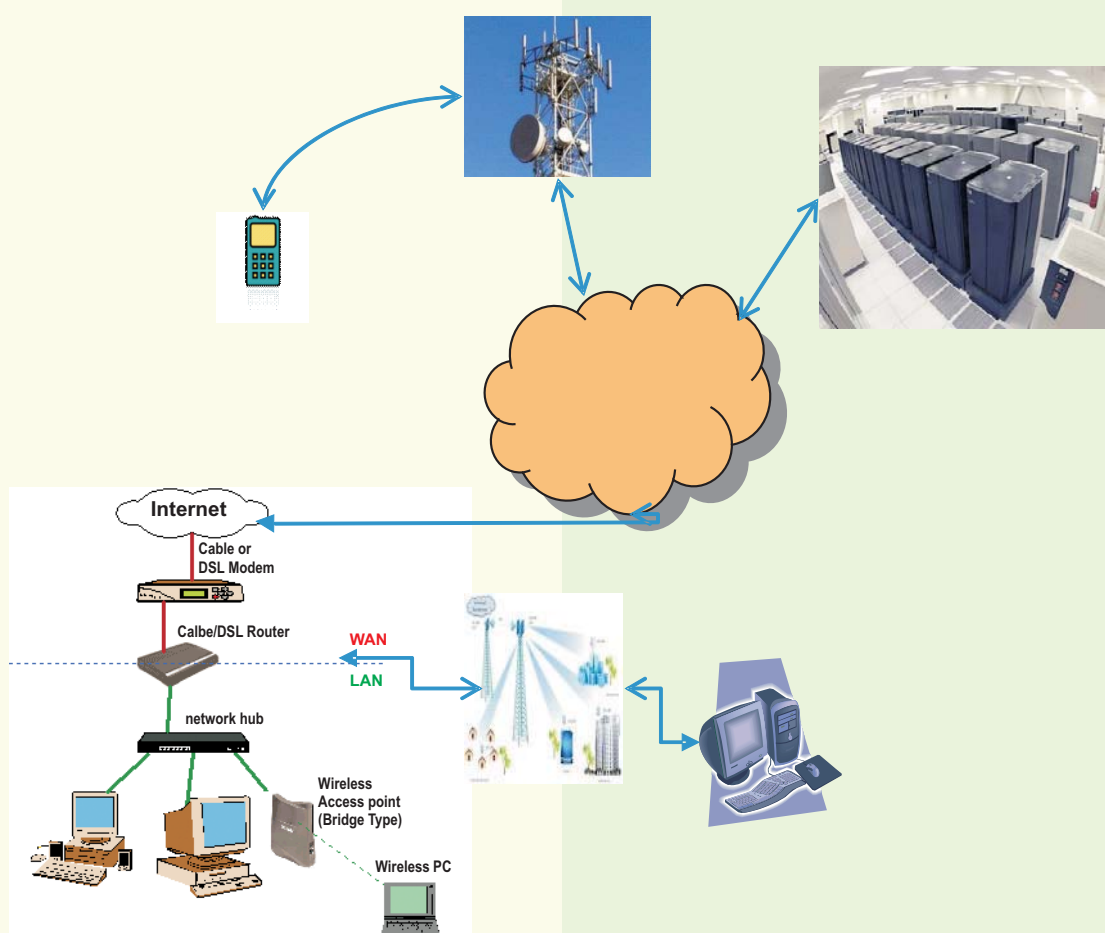 Internet
Cable or
DSL Modem
Calbe/DSL Router
WAN
LAN
network hub
Wireless
Access point
(Bridge Type)
Wireless PC